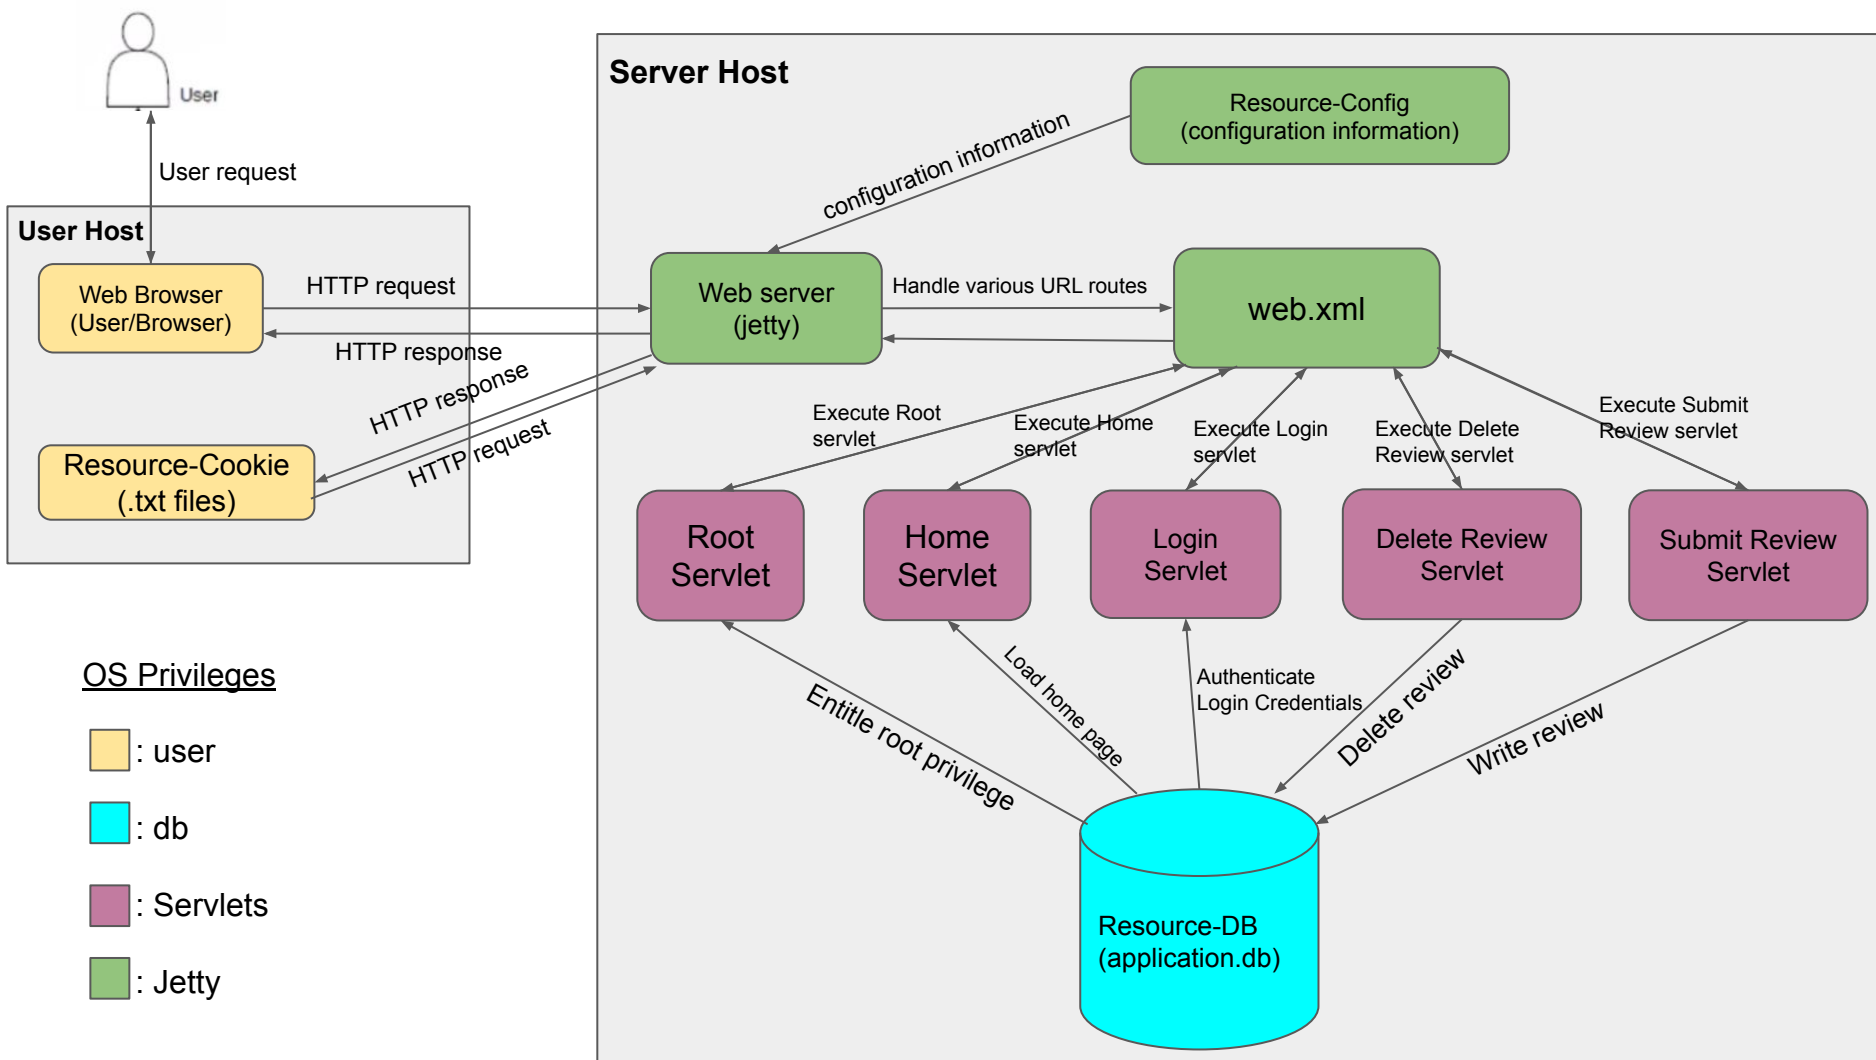 User
User request
User Host
Web Browser
(User/Browser)
Resource-Cookie
(.txt files)
HTTP request
HTTP response
HTTP response
HTTP request
Server Host
Resource-Config
(configuration information)
configuration information
Web server
(jetty)
Handle various URL routes
web.xml
Execute Root
servlet
Execute Home
servlet
Execute Login
servlet
Execute Delete
Review servlet
Execute Submit
Review servlet
Root
Servlet
Home
Servlet
Login
Servlet
Delete Review
Servlet
Submit Review
Servlet
Entitle root privilege
Load home page
Authenticate
Login Credentials
Delete review
Write review
Resource-DB
(application.db)
OS Privileges
: user
: db
: Servlets
: Jetty